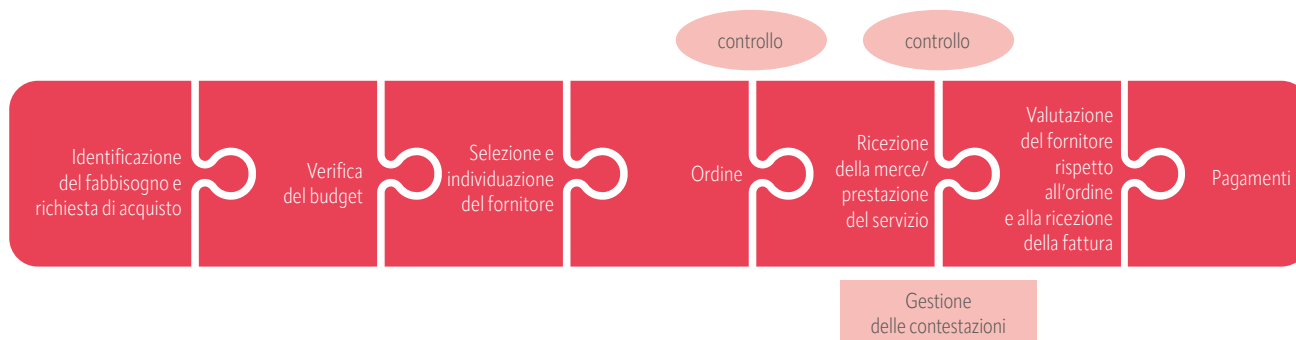 controllo
controllo
Identificazione
del fabbisogno e
richiesta di acquisto
Verifica
del budget
Selezione e
individuazione
del fornitore
Ordine
Ricezione
della merce/
prestazione
del servizio
Valutazione
del fornitore
rispetto
all’ordine
e alla ricezione
della fattura
Pagamenti
Gestione
delle contestazioni